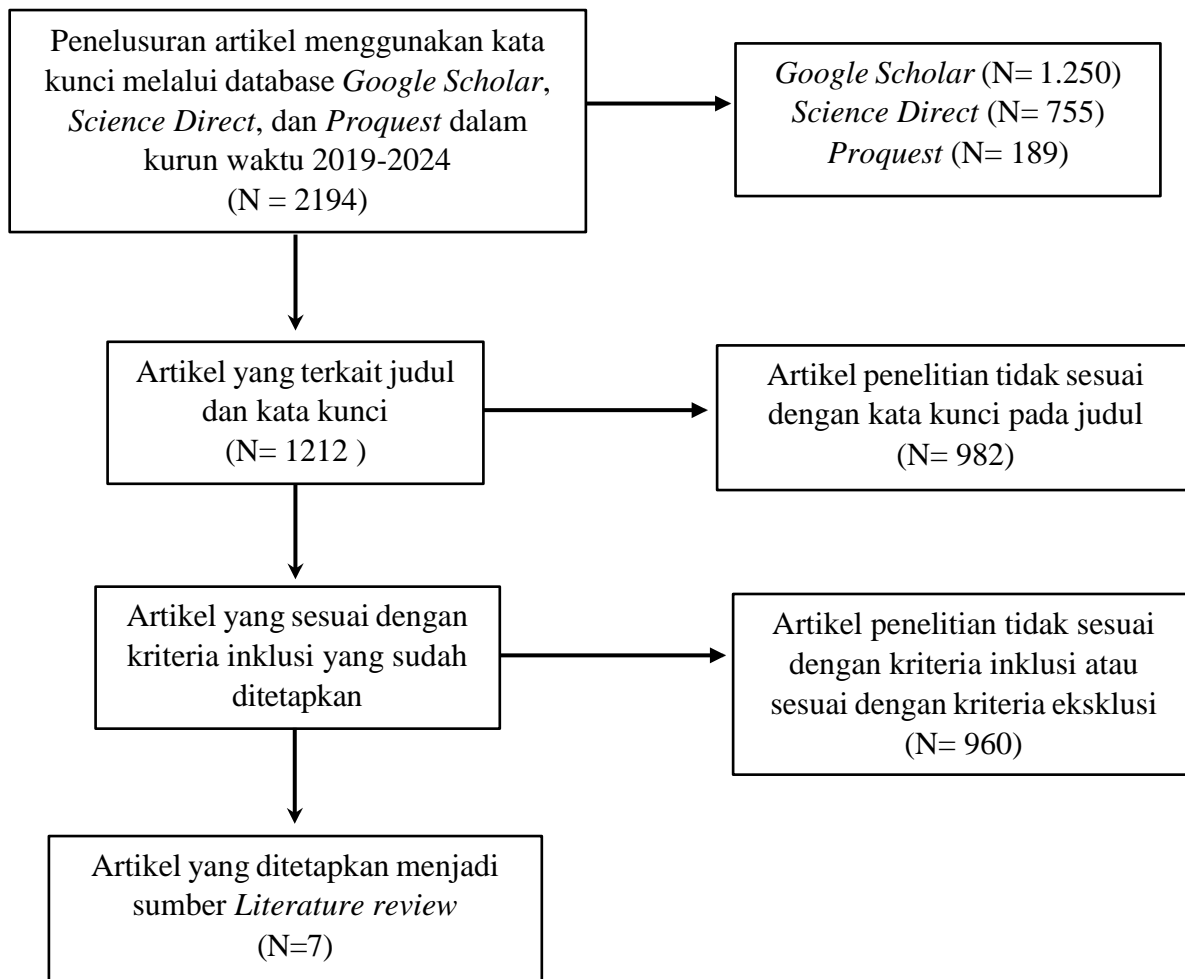 Penelusuran artikel menggunakan kata
kunci melalui database Google Scholar,
Science Direct, dan Proquest dalam
kurun waktu 2019-2024
(N = 2194)
Google Scholar (N= 1.250)
Science Direct (N= 755)
Proquest (N= 189)
Artikel yang terkait judul
dan kata kunci
(N= 1212 )
Artikel penelitian tidak sesuai
dengan kata kunci pada judul
(N= 982)
Artikel yang sesuai dengan
kriteria inklusi yang sudah
ditetapkan
Artikel penelitian tidak sesuai
dengan kriteria inklusi atau
sesuai dengan kriteria eksklusi
(N= 960)
Artikel yang ditetapkan menjadi
sumber Literature review
(N=7)